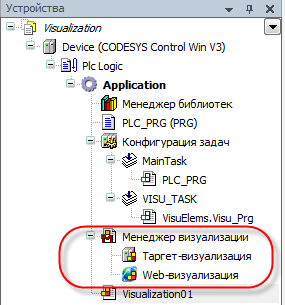 Устройства
Visualization
Device (CODESYS Control Win V3)
Plc Logic
Application
Менеджер библиотек
PLC_PRG (PRG)
Конфигурация задач
MainTask
PLC_PRG
VISU_TASK
VisuElems.Visu_Prg
Менеджер визуализации
Таргет-визуализация
Web-визуализация
Visualization01